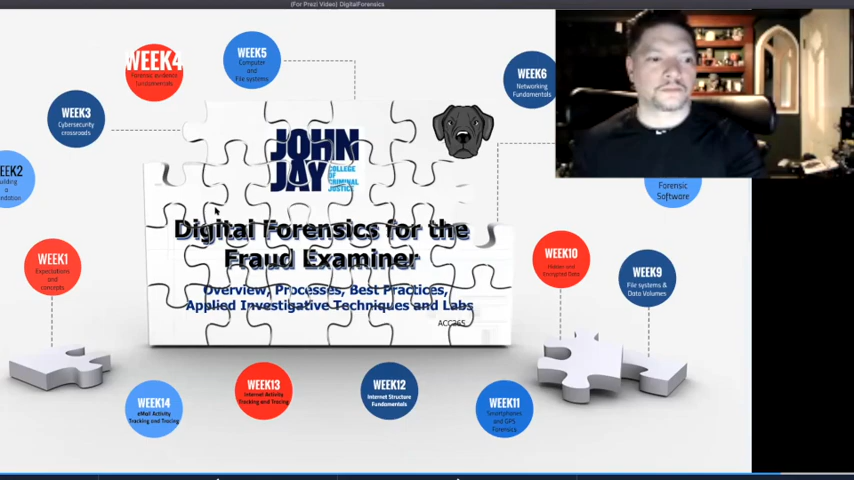 (For Prezi Video) DigitalForensics
WEEK4
Forensic evidence
fundamentals
WEEK5
Computer
and
File systems
WEEK6
Networking
Fundamentals
WEEK3
Cybersecurity
crossroads
JOHN
JAY
COLLEGE
OF
CRIMINAL
JUSTICE
EEK2
uilding
a
ndation
Forensic
Software
Digital Forensics for the
Fraud Examiner
WEEK1
Expectations
and
concepts
WEEK10
Hidden and
Encrypted Data
WEEK9
File systems &
Data Volumes
Overview, Processes, Best Practices,
Applied Investigative Techniques and Labs
ACC265
WEEK14
eMail Activity
Tracking and Tracing
WEEK13
Internet Activity
Tracking and Tracing
WEEK12
Internet Structure
Fundamentals
WEEK11
Smartphones
and GPS
Forensics